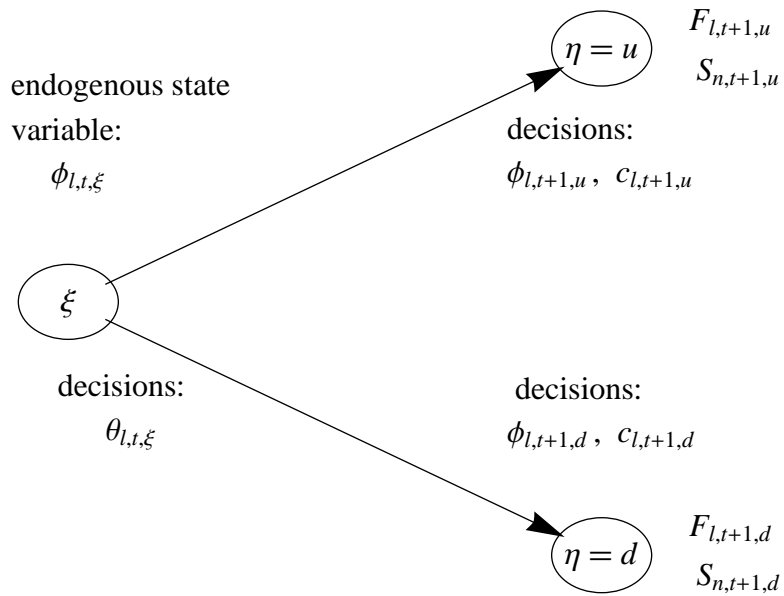 F_{l,t+1,u}
η = u
S_{n,t+1,u}
endogenous state
variable:
ϕ_{l,t,ξ}
decisions:
ϕ_{l,t+1,u} , c_{l,t+1,u}
ξ
decisions:
θ_{l,t,ξ}
decisions:
ϕ_{l,t+1,d} , c_{l,t+1,d}
F_{l,t+1,d}
η = d
S_{n,t+1,d}